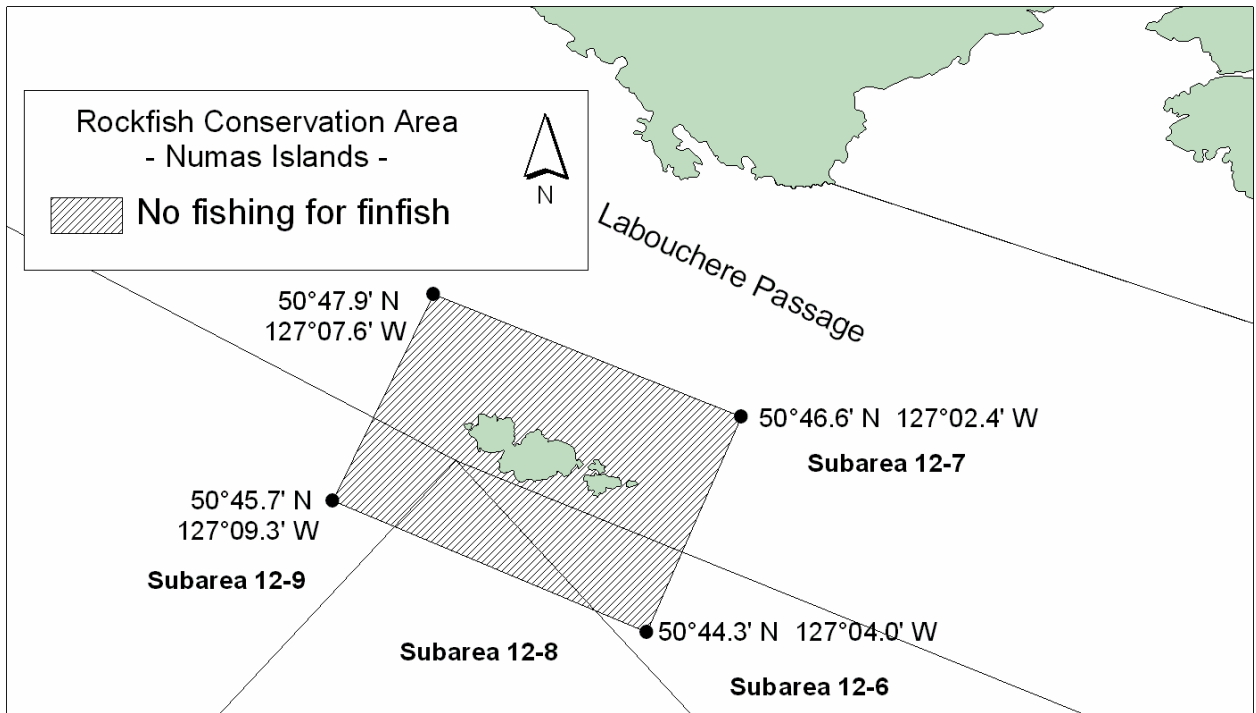 Rockfish Conservation Area
- Numas Islands -
N
No fishing for finfish
Labouchere Passage
50°47.9' N
127°07.6' W
50°46.6' N 127°02.4' W
Subarea 12-7
50°45.7' N
127°09.3' W
Subarea 12-9
50°44.3' N 127°04.0' W
Subarea 12-8
Subarea 12-6